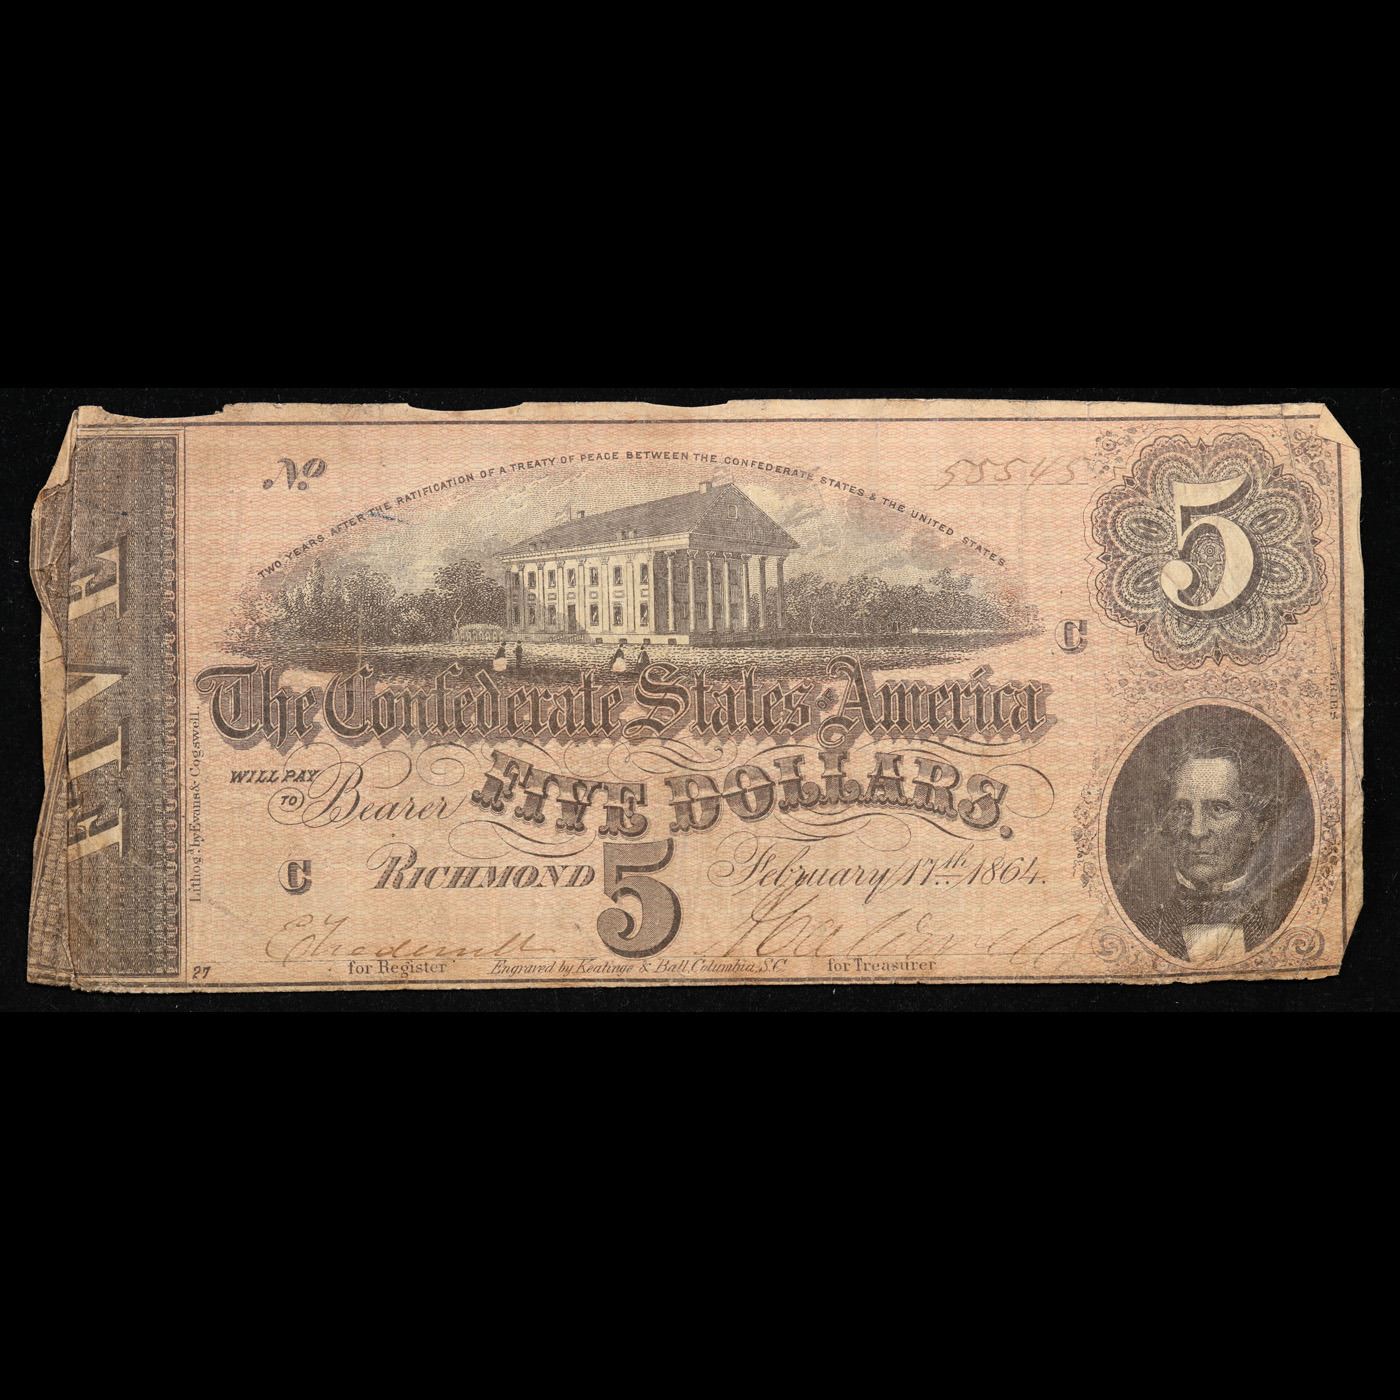 No
55545
5
TWO YEARS AFTER THE RATIFICATION OF A TREATY OF PEACE BETWEEN THE CONFEDERATE STATES & THE UNITED STATES
C
FIVE
The Confederate States of America
WILL PAY
TO) Bearer FIVE DOLLARS.
C RICHMOND 5 February 17th 1864.
for Register Engraved by Keatinge & Ball, Columbia, S.C. for Treasurer
27
Lithog'd by Evans & Cogswell